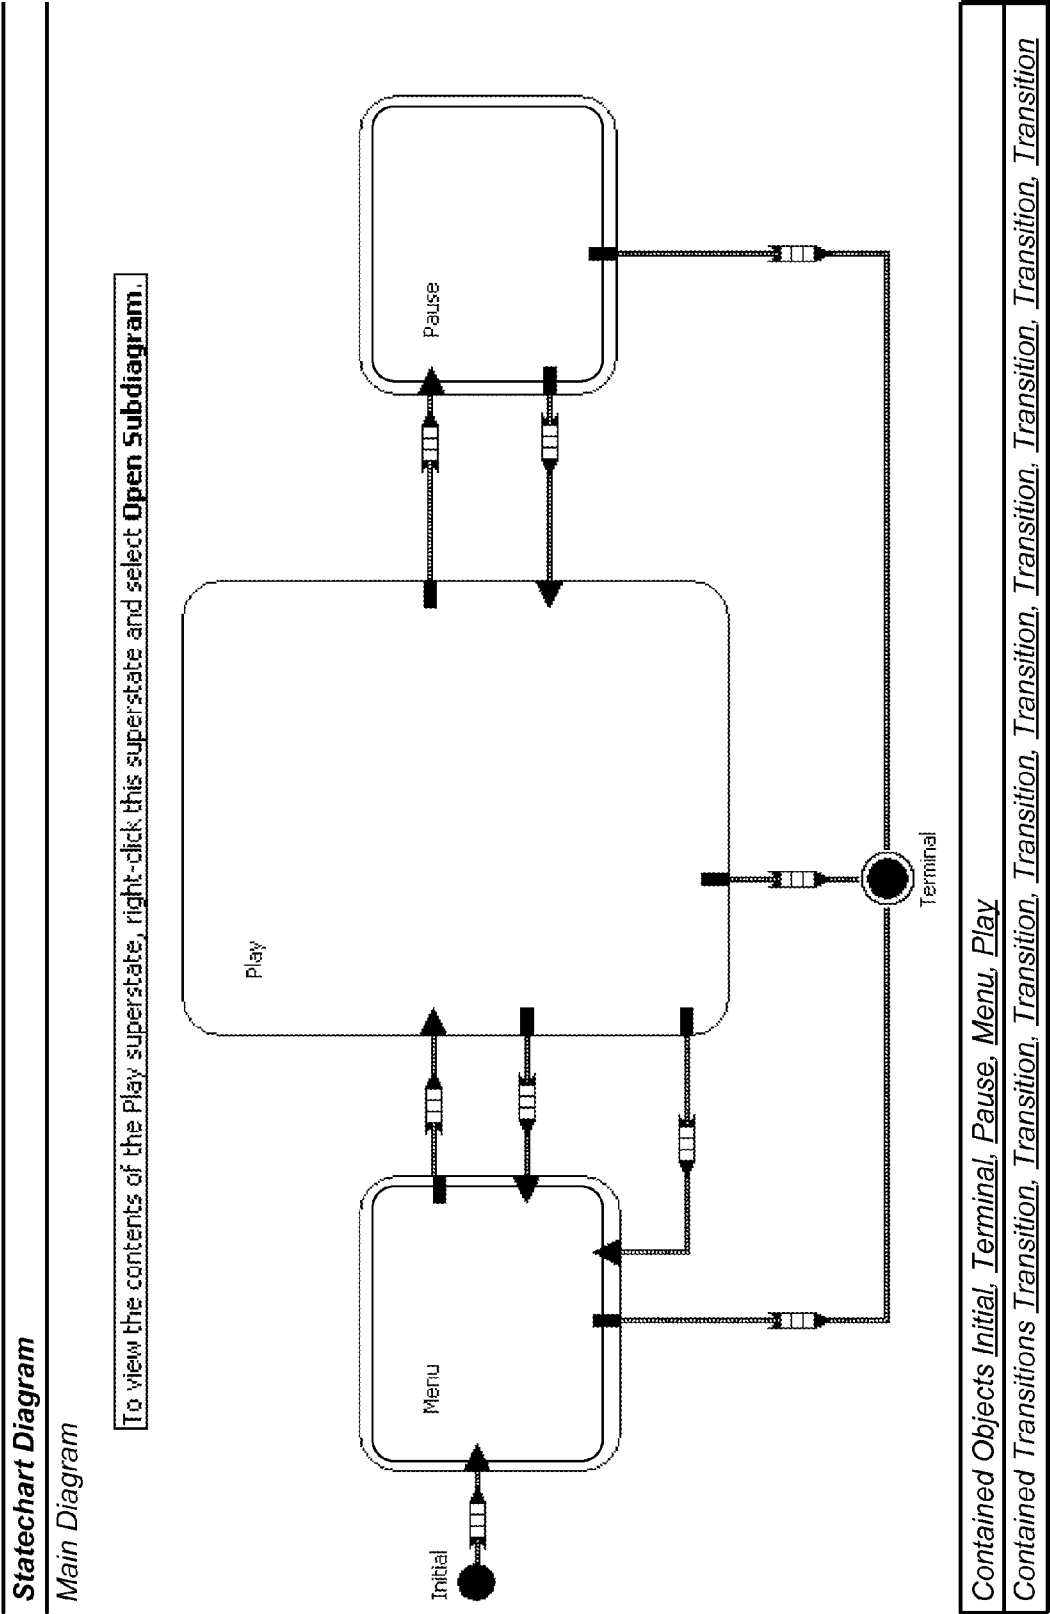 Statechart Diagram
Main Diagram
To view the contents of the Play superstate, right-click this superstate and select Open Subdiagram.
Play
Menu
Pause
Initial
Terminal
Contained Objects Initial, Terminal, Pause, Menu, Play
Contained Transitions Transition, Transition, Transition, Transition, Transition, Transition, Transition, Transition, Transition